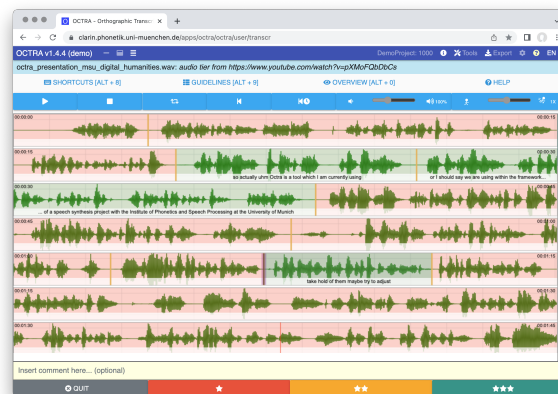 OCTRA – Orthographic Transc
clarin.phonetik.uni-muenchen.de/apps/octra/octra/user/transcr
OCTRA v1.4.4 (demo) DemoProject: 1000 Tools Export EN
octra_presentation_msu_digital_humanities.wav: audio tier from https://www.youtube.com/watch?v=pXMoFQbDbCs
SHORTCUTS [ALT + 8] GUIDELINES [ALT + 9] OVERVIEW [ALT + 0] HELP
100% 1X
00:00:00 00:00:15
00:00:15
so actually uhm Octra is a tool which I am currently using or I should say we are using within the framework...
00:00:30 00:00:45
... of a speech synthesis project with the Institute of Phonetics and Speech Processing at the University of Munich
00:00:45 00:01:00
00:01:00 00:01:15
take hold of them maybe try to adjust
00:01:15 00:01:30
00:01:30 00:01:45
Insert comment here... (optional)
QUIT